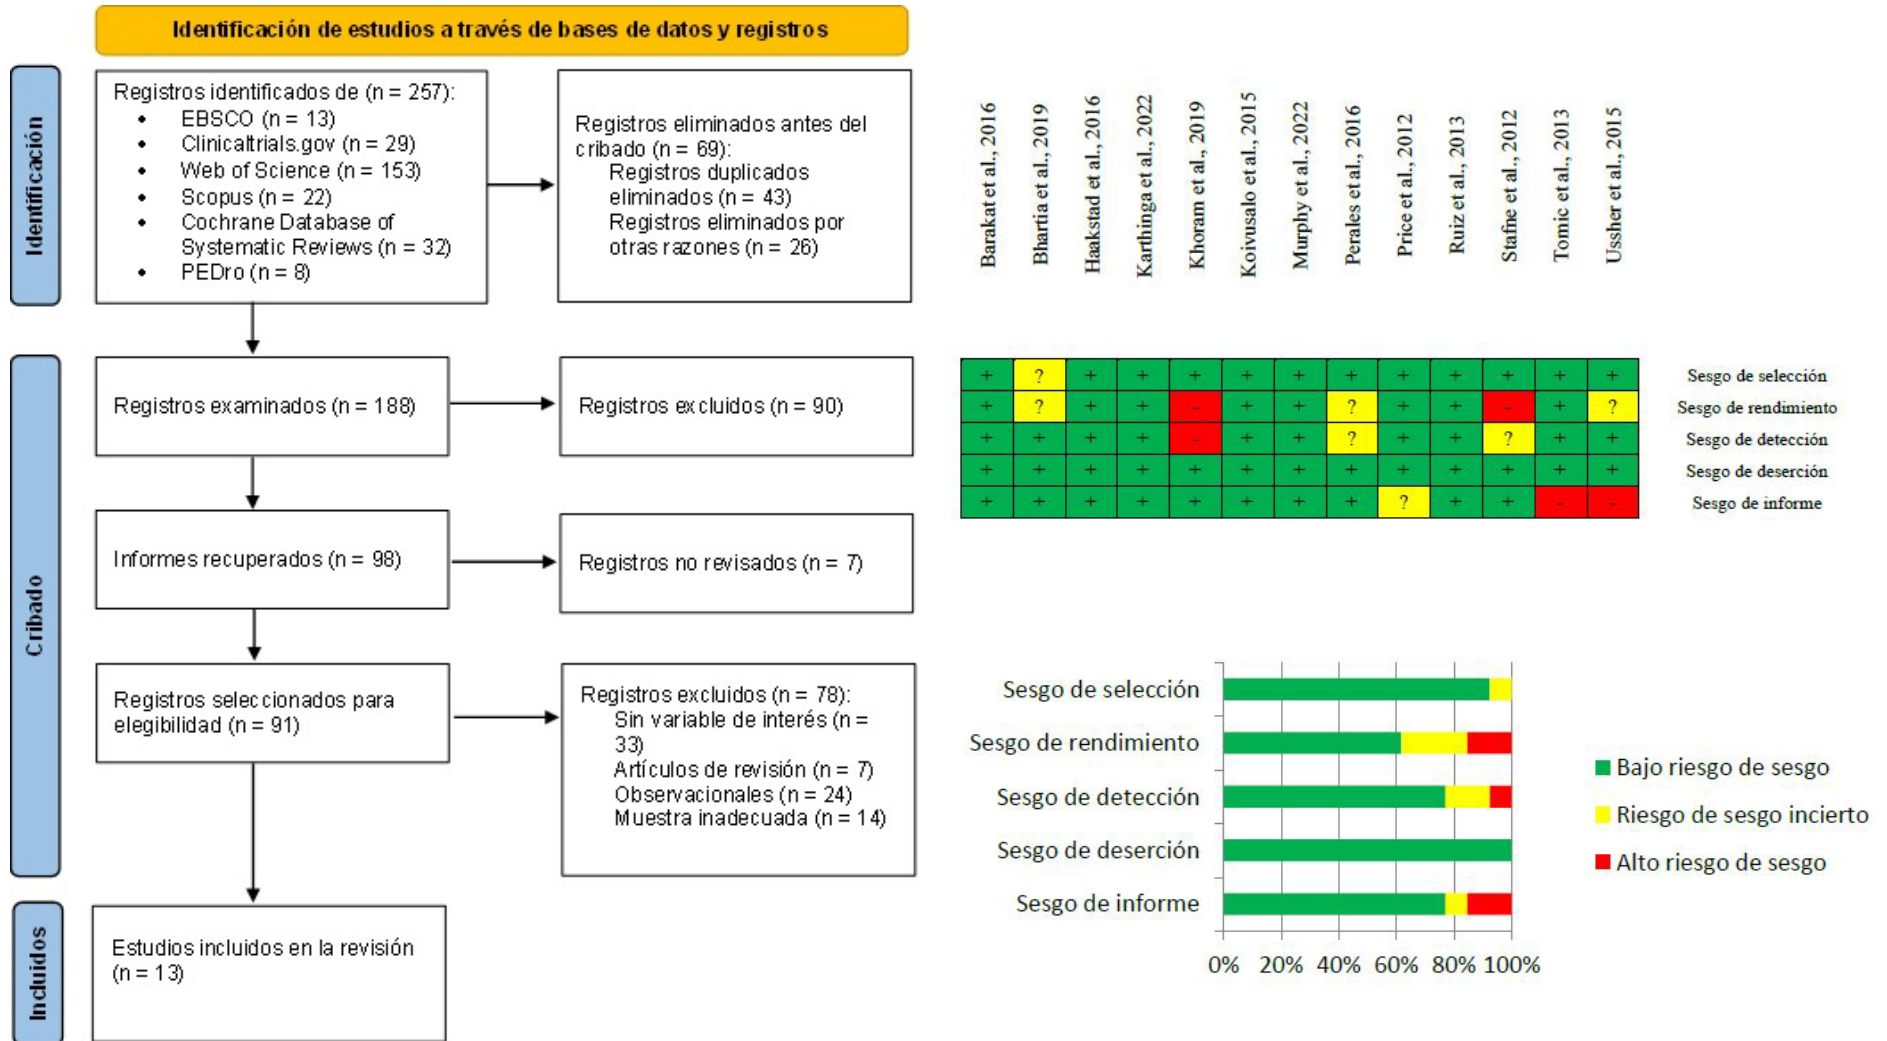 Identificación de estudios a través de bases de datos y registros
Identificación
Registros identificados de (n = 257):
• EBSCO (n = 13)
• Clinicaltrials.gov (n = 29)
• Web of Science (n = 153)
• Scopus (n = 22)
• Cochrane Database of
Systematic Reviews (n = 32)
• PEDro (n = 8)
Registros eliminados antes del
cribado (n = 69):
Registros duplicados
eliminados (n = 43)
Registros eliminados por
otras razones (n = 26)
Cribado
Registros examinados (n = 188)
Registros excluidos (n = 90)
Informes recuperados (n = 98)
Registros no revisados (n = 7)
Registros seleccionados para
elegibilidad (n = 91)
Registros excluidos (n = 78):
Sin variable de interés (n =
33)
Artículos de revisión (n = 7)
Observacionales (n = 24)
Muestra inadecuada (n = 14)
Incluidos
Estudios incluidos en la revisión
(n = 13)
Barakat et al., 2016
Bhartia et al., 2019
Haakstad et al., 2016
Karthinga et al., 2022
Khoram et al., 2019
Koivusalo et al., 2015
Murphy et al., 2022
Perales et al., 2016
Price et al., 2012
Ruiz et al., 2013
Stafne et al., 2012
Tomic et al., 2013
Ussher et al., 2015
+ ? + + + + + + + + + + + Sesgo de selección
+ ? + + - + + ? + + - + ? Sesgo de rendimiento
+ + + + - + + ? + + ? + + Sesgo de detección
+ + + + + + + + + + + + + Sesgo de deserción
+ + + + + + + + ? + + - - Sesgo de informe
Sesgo de selección
Sesgo de rendimiento
Sesgo de detección
Sesgo de deserción
Sesgo de informe
0% 20% 40% 60% 80% 100%
Bajo riesgo de sesgo
Riesgo de sesgo incierto
Alto riesgo de sesgo